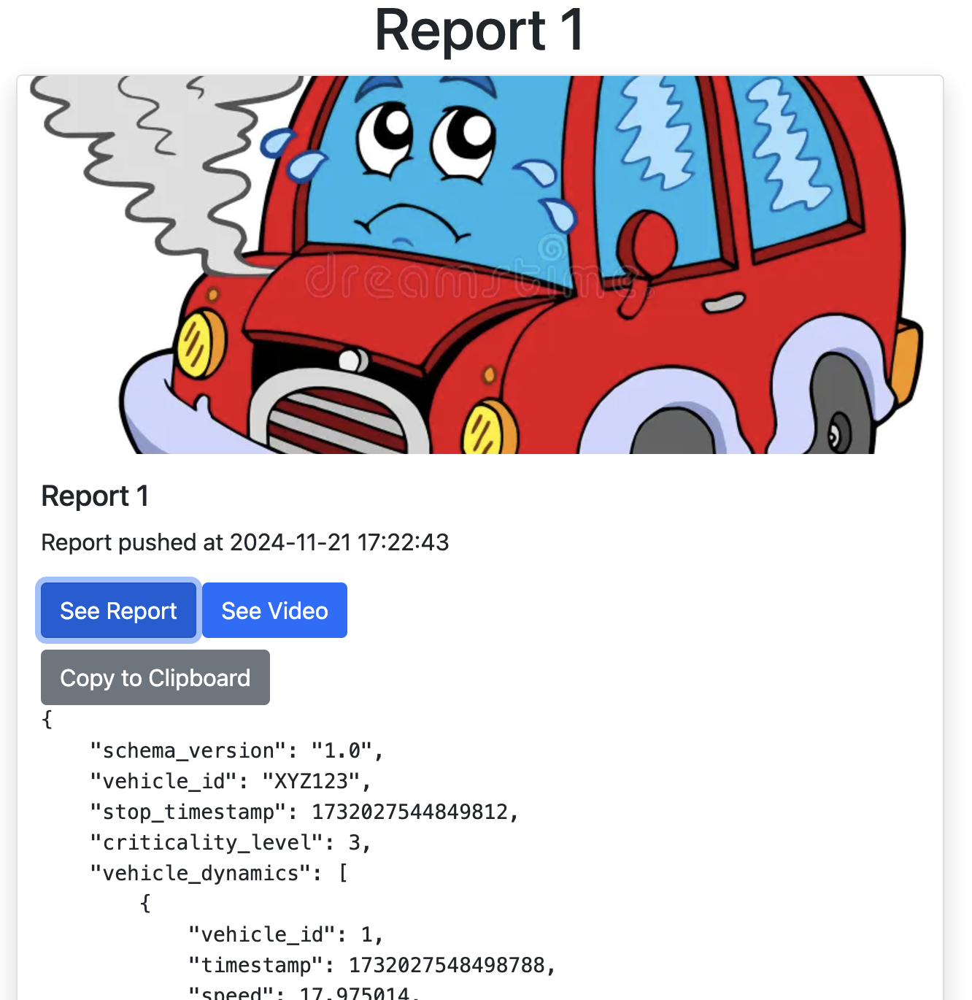 Report 1
dreamstime.
Report 1
Report pushed at 2024-11-21 17:22:43
See Report
See Video
Copy to Clipboard
{
    "schema_version": "1.0",
    "vehicle_id": "XYZ123",
    "stop_timestamp": 1732027544849812,
    "criticality_level": 3,
    "vehicle_dynamics": [
        {
            "vehicle_id": 1,
            "timestamp": 1732027548498788,
            "speed": 17.975014,